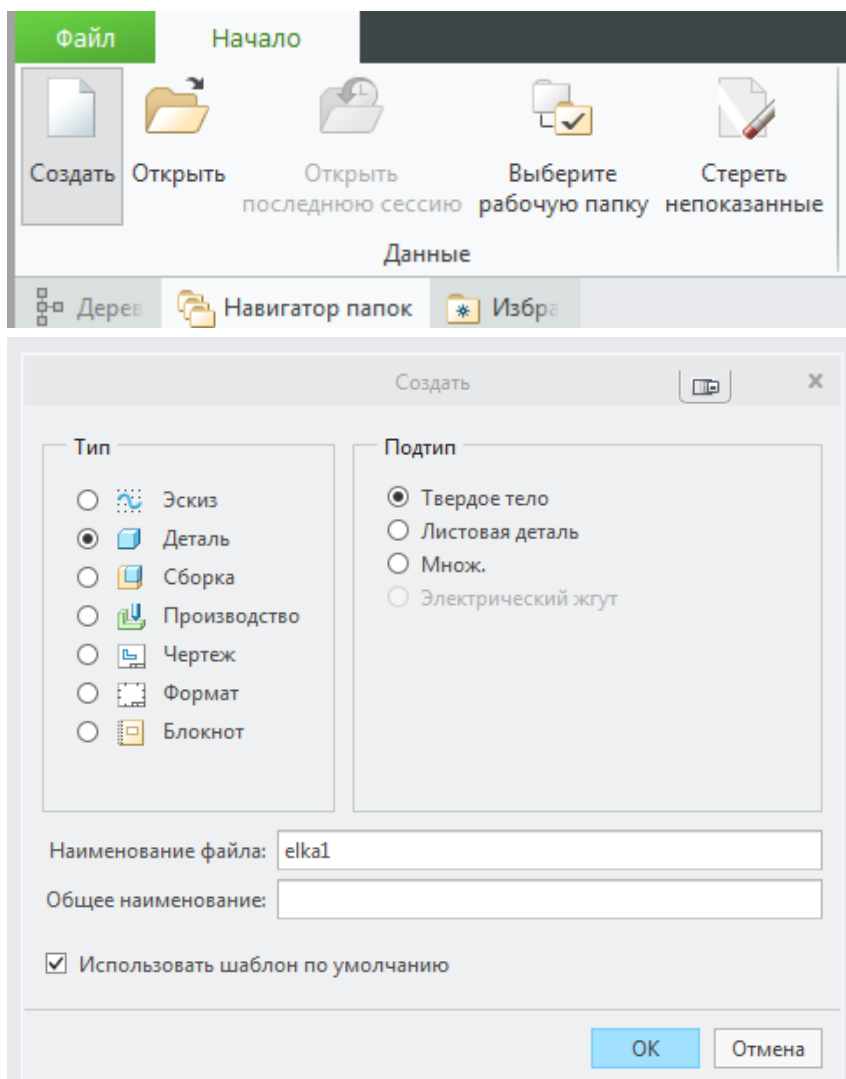 Файл Начало
Создать Открыть Открыть последнюю сессию Выберите рабочую папку Стереть непоказанные
Данные
Дерев Навигатор папок Избра
Создать
Тип
Эскиз
Деталь
Сборка
Производство
Чертеж
Формат
Блокнот
Подтип
Твердое тело
Листовая деталь
Множ.
Электрический жгут
Наименование файла: elka1
Общее наименование:
Использовать шаблон по умолчанию
OK Отмена